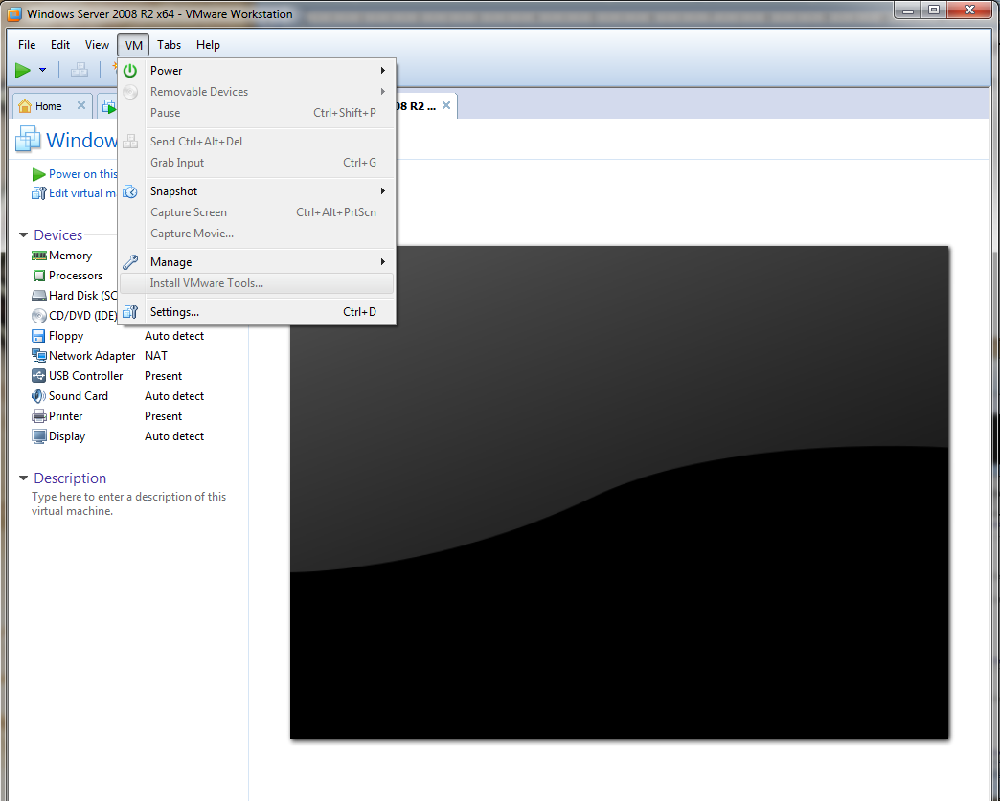 Windows Server 2008 R2 x64 - VMware Workstation
File Edit View VM Tabs Help
Home 08 R2 ...
Window
Power on this
Edit virtual m
Power
Removable Devices
Pause Ctrl+Shift+P
Send Ctrl+Alt+Del
Grab Input Ctrl+G
Snapshot
Capture Screen Ctrl+Alt+PrtScn
Capture Movie...
Manage
Install VMware Tools...
Settings... Ctrl+D
Devices
Memory
Processors
Hard Disk (SC
CD/DVD (IDE)
Floppy Auto detect
Network Adapter NAT
USB Controller Present
Sound Card Auto detect
Printer Present
Display Auto detect
Description
Type here to enter a description of this
virtual machine.